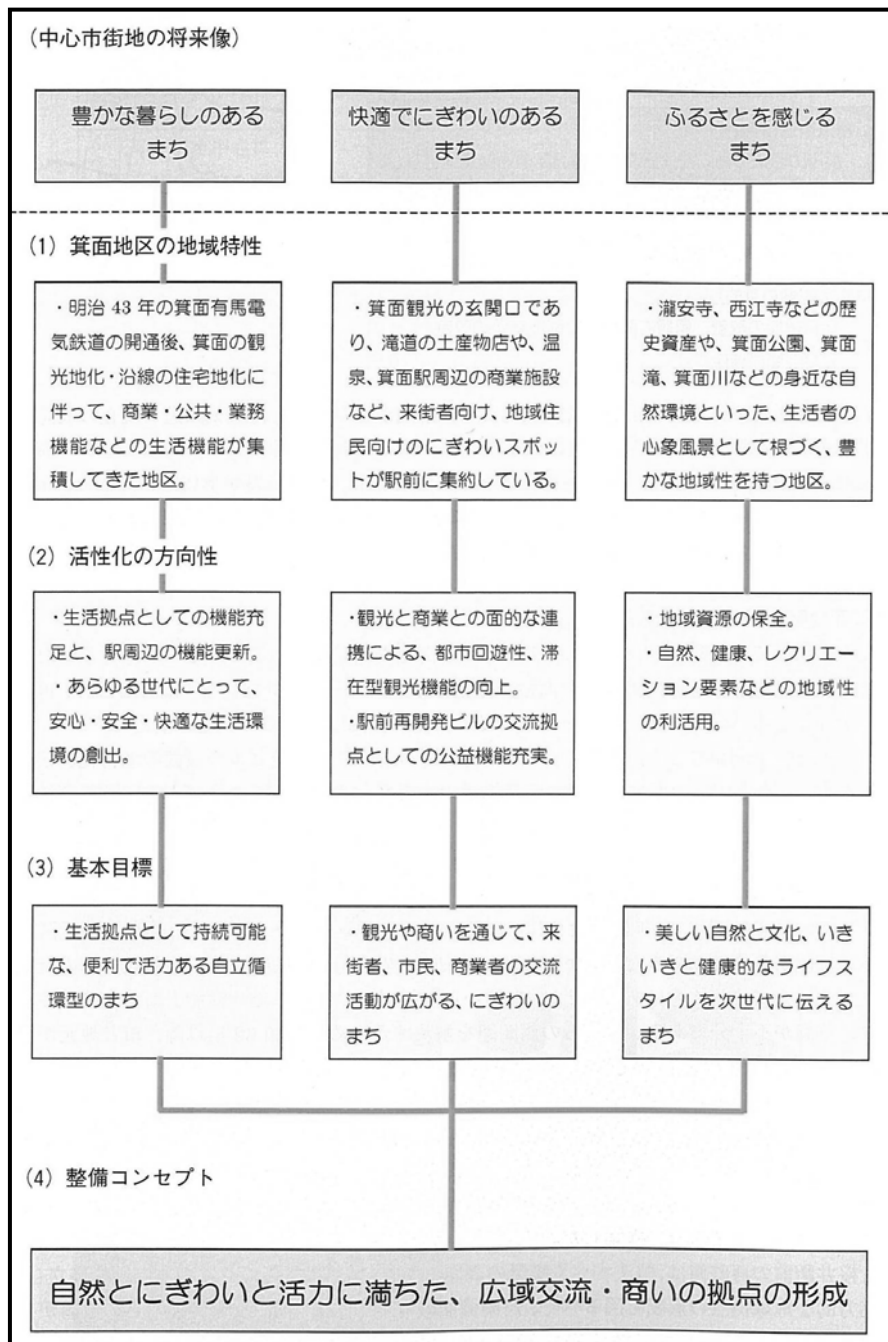 (中心市街地の将来像)
豊かな暮らしのある
まち
快適でにぎわいのある
まち
ふるさとを感じる
まち
(1) 箕面地区の地域特性
・明治 43 年の箕面有馬電
気鉄道の開通後、箕面の観
光地化・沿線の住宅地化に
伴って、商業・公共・業務
機能などの生活機能が集
積してきた地区。
・箕面観光の玄関口であ
り、滝道の土産物店や、温
泉、箕面駅周辺の商業施設
など、来街者向け、地域住
民向けのにぎわいスポッ
トが駅前に集約している。
・瀧安寺、西江寺などの歴
史資産や、箕面公園、箕面
滝、箕面川などの身近な自
然環境といった、生活者の
心象風景として根づく、豊
かな地域性を持つ地区。
(2) 活性化の方向性
・生活拠点としての機能充
足と、駅周辺の機能更新。
・あらゆる世代にとって、
安心・安全・快適な生活環
境の創出。
・観光と商業との面的な連
携による、都市回遊性、滞
在型観光機能の向上。
・駅前再開発ビルの交流拠
点としての公益機能充実。
・地域資源の保全。
・自然、健康、レクリエー
ション要素などの地域性
の利活用。
(3) 基本目標
・生活拠点として持続可能
な、便利で活力ある自立循
環型のまち
・観光や商いを通じて、来
街者、市民、商業者の交流
活動が広がる、にぎわいの
まち
・美しい自然と文化、いき
いきと健康的なライフス
タイルを次世代に伝える
まち
(4) 整備コンセプト
自然とにぎわいと活力に満ちた、広域交流・商いの拠点の形成